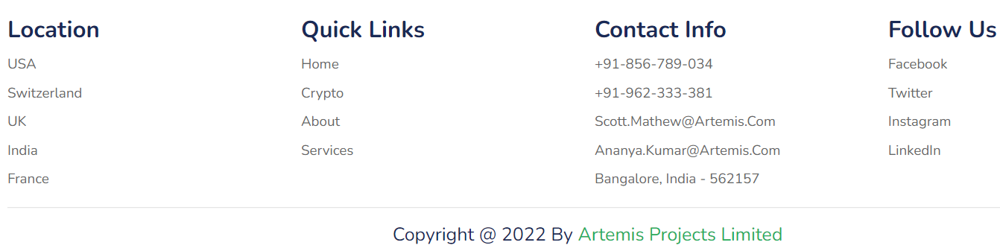 Location
USA
Switzerland
UK
India
France
Quick Links
Home
Crypto
About
Services
Contact Info
+91-856-789-034
+91-962-333-381
Scott.Mathew@Artemis.Com
Ananya.Kumar@Artemis.Com
Bangalore, India - 562157
Follow Us
Facebook
Twitter
Instagram
LinkedIn
Copyright @ 2022 By Artemis Projects Limited